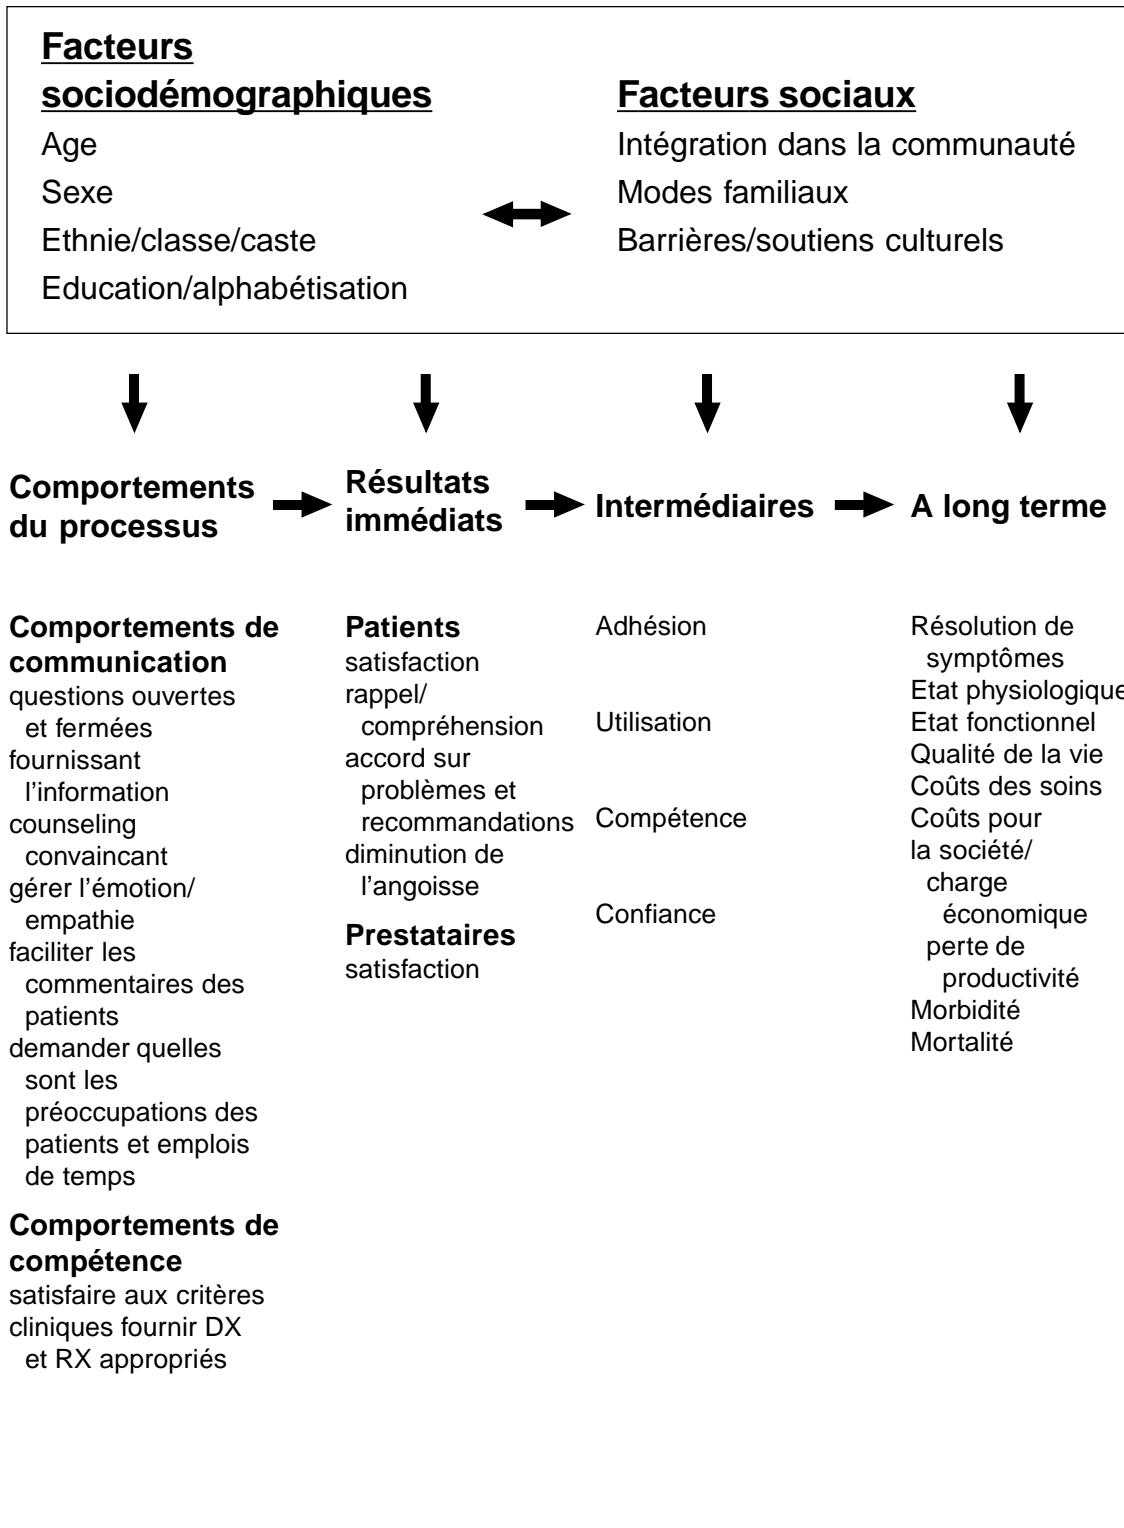 Facteurs
sociodémographiques
Age
Sexe
Ethnie/classe/caste
Education/alphabétisation
Facteurs sociaux
Intégration dans la communauté
Modes familiaux
Barrières/soutiens culturels
Comportements
du processus
Résultats
immédiats
Intermédiaires
A long terme
Comportements de
communication
questions ouvertes
et fermées
fournissant
l’information
counseling
convaincant
gérer l’émotion/
empathie
faciliter les
commentaires des
patients
demander quelles
sont les
préoccupations des
patients et emplois
de temps
Comportements de
compétence
satisfaire aux critères
cliniques fournir DX
et RX appropriés
Patients
satisfaction
rappel/
compréhension
accord sur
problèmes et
recommandations
diminution de
l’angoisse
Prestataires
satisfaction
Adhésion
Utilisation
Compétence
Confiance
Résolution de
symptômes
Etat physiologique
Etat fonctionnel
Qualité de la vie
Coûts des soins
Coûts pour
la société/
charge
économique
perte de
productivité
Morbidité
Mortalité